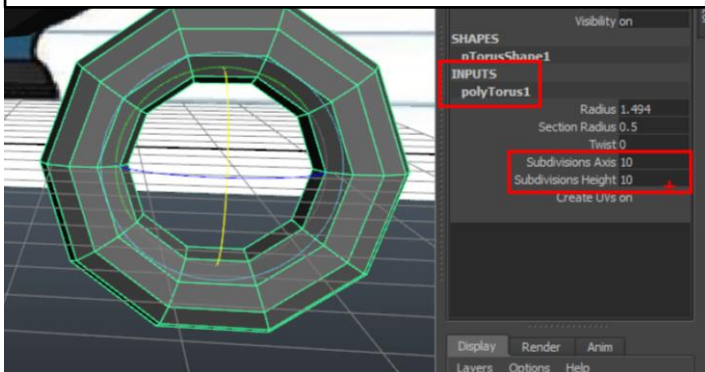 Visibility on
SHAPES
pTorusShape1
INPUTS
polyTorus1
Radius 1.494
Section Radius 0.5
Twist 0
Subdivisions Axis 10
Subdivisions Height 10
Create UVs on
Display Render Anim
Layers Options Help